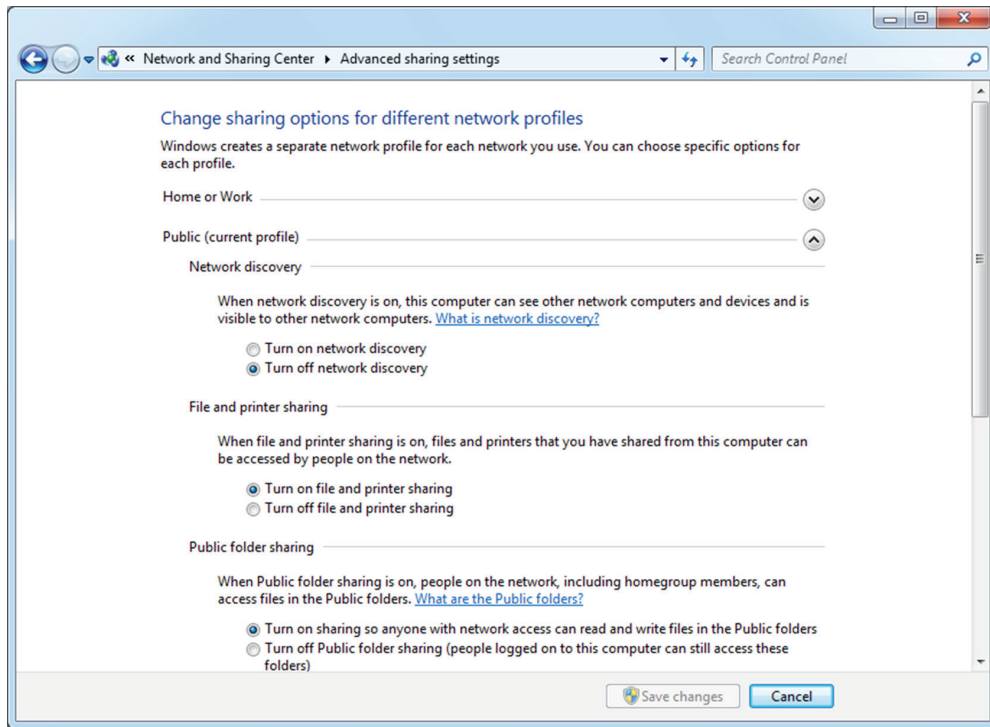 « Network and Sharing Center ▸ Advanced sharing settings
Search Control Panel
Change sharing options for different network profiles
Windows creates a separate network profile for each network you use. You can choose specific options for
each profile.
Home or Work
Public (current profile)
Network discovery
When network discovery is on, this computer can see other network computers and devices and is
visible to other network computers. What is network discovery?
Turn on network discovery
Turn off network discovery
File and printer sharing
When file and printer sharing is on, files and printers that you have shared from this computer can
be accessed by people on the network.
Turn on file and printer sharing
Turn off file and printer sharing
Public folder sharing
When Public folder sharing is on, people on the network, including homegroup members, can
access files in the Public folders. What are the Public folders?
Turn on sharing so anyone with network access can read and write files in the Public folders
Turn off Public folder sharing (people logged on to this computer can still access these
folders)
Save changes
Cancel